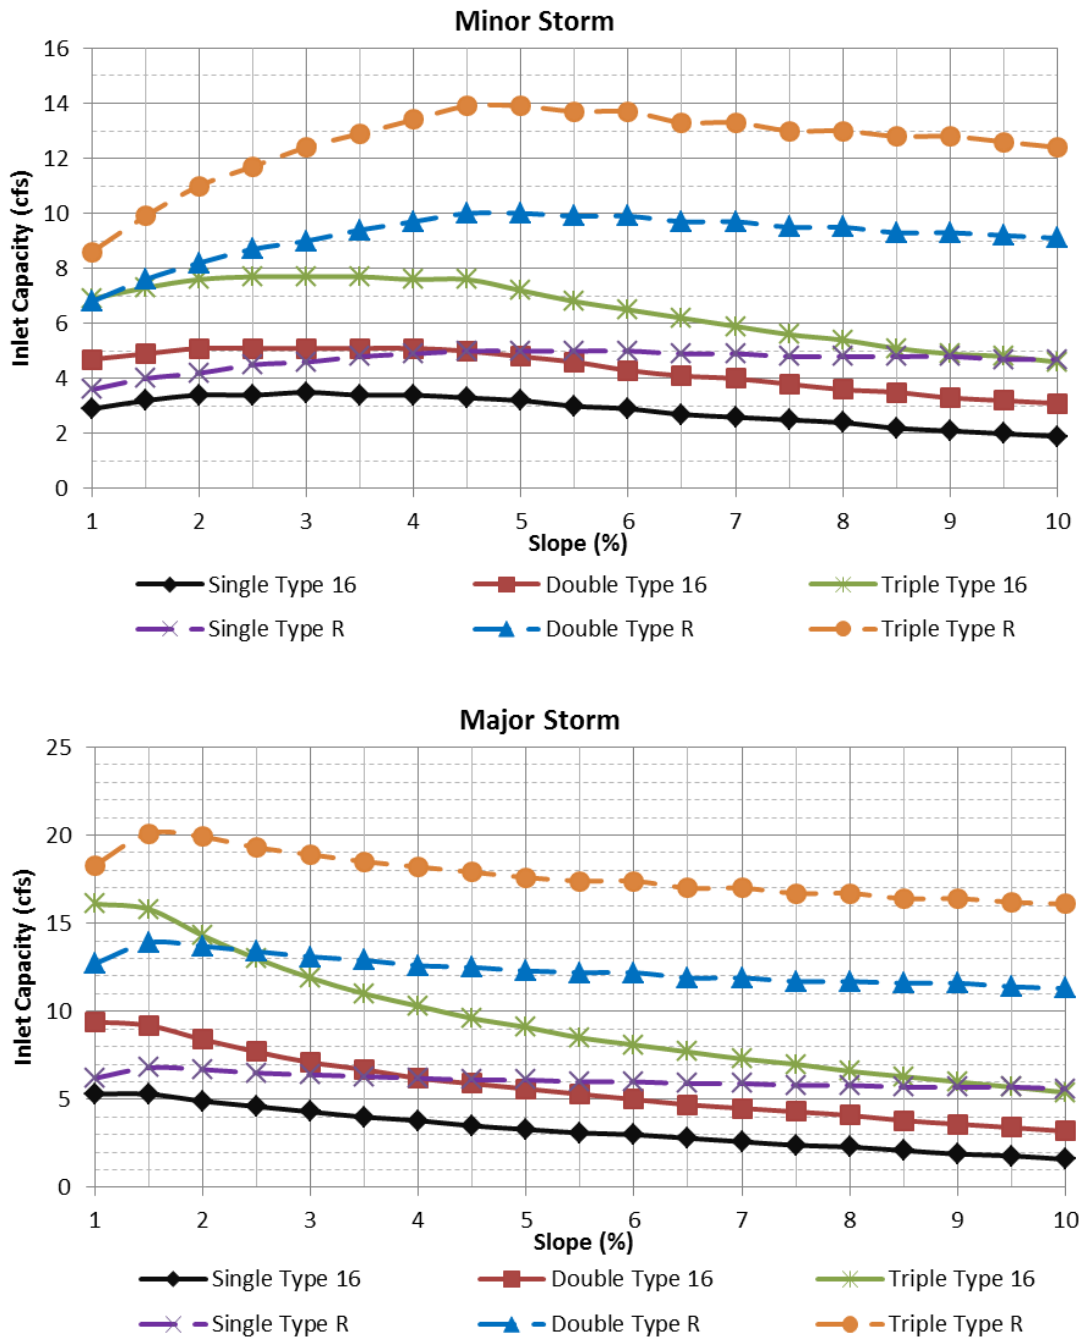 Minor Storm
16
14
12
10
8
6
4
2
0
Inlet Capacity (cfs)
1 2 3 4 5 6 7 8 9 10
Slope (%)
Single Type 16 Double Type 16 Triple Type 16
Single Type R Double Type R Triple Type R
Major Storm
25
20
15
10
5
0
Inlet Capacity (cfs)
1 2 3 4 5 6 7 8 9 10
Slope (%)
Single Type 16 Double Type 16 Triple Type 16
Single Type R Double Type R Triple Type R